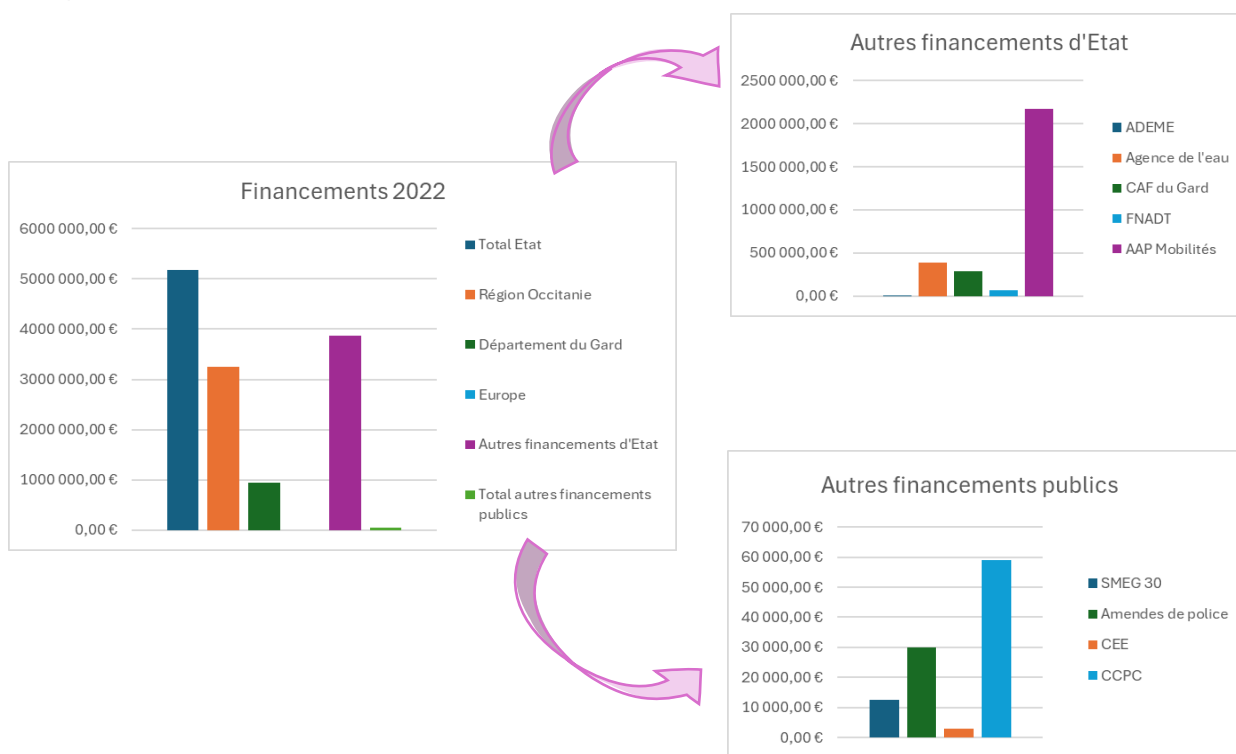 Financements 2022
6000 000,00 €
5000 000,00 €
4000 000,00 €
3000 000,00 €
2000 000,00 €
1000 000,00 €
0,00 €
Total Etat
Région Occitanie
Département du Gard
Europe
Autres financements d'Etat
Total autres financements
publics
Autres financements d'Etat
2500 000,00 €
2000 000,00 €
1500 000,00 €
1000 000,00 €
500 000,00 €
0,00 €
ADEME
Agence de l'eau
CAF du Gard
FNADT
AAP Mobilités
Autres financements publics
70 000,00 €
60 000,00 €
50 000,00 €
40 000,00 €
30 000,00 €
20 000,00 €
10 000,00 €
0,00 €
SMEG 30
Amendes de police
CEE
CCPC